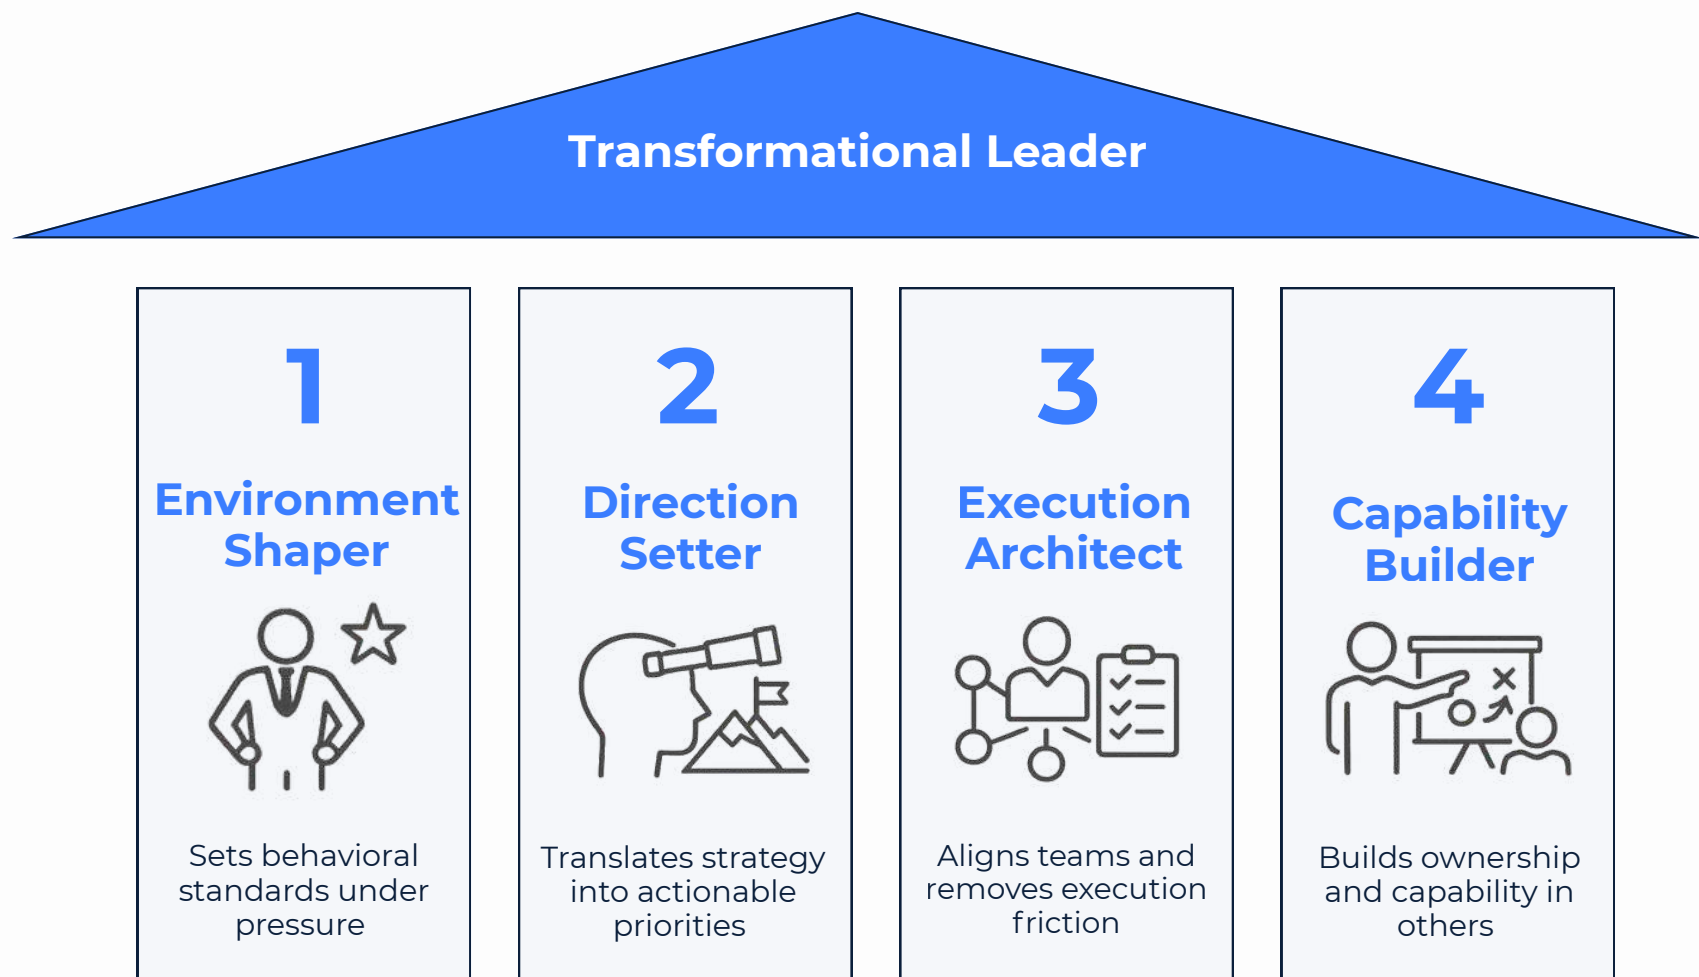 Transformational Leader
1
Environment
Shaper
Sets behavioral
standards under
pressure
2
Direction
Setter
Translates strategy
into actionable
priorities
3
Execution
Architect
Aligns teams and
removes execution
friction
4
Capability
Builder
Builds ownership
and capability in
others